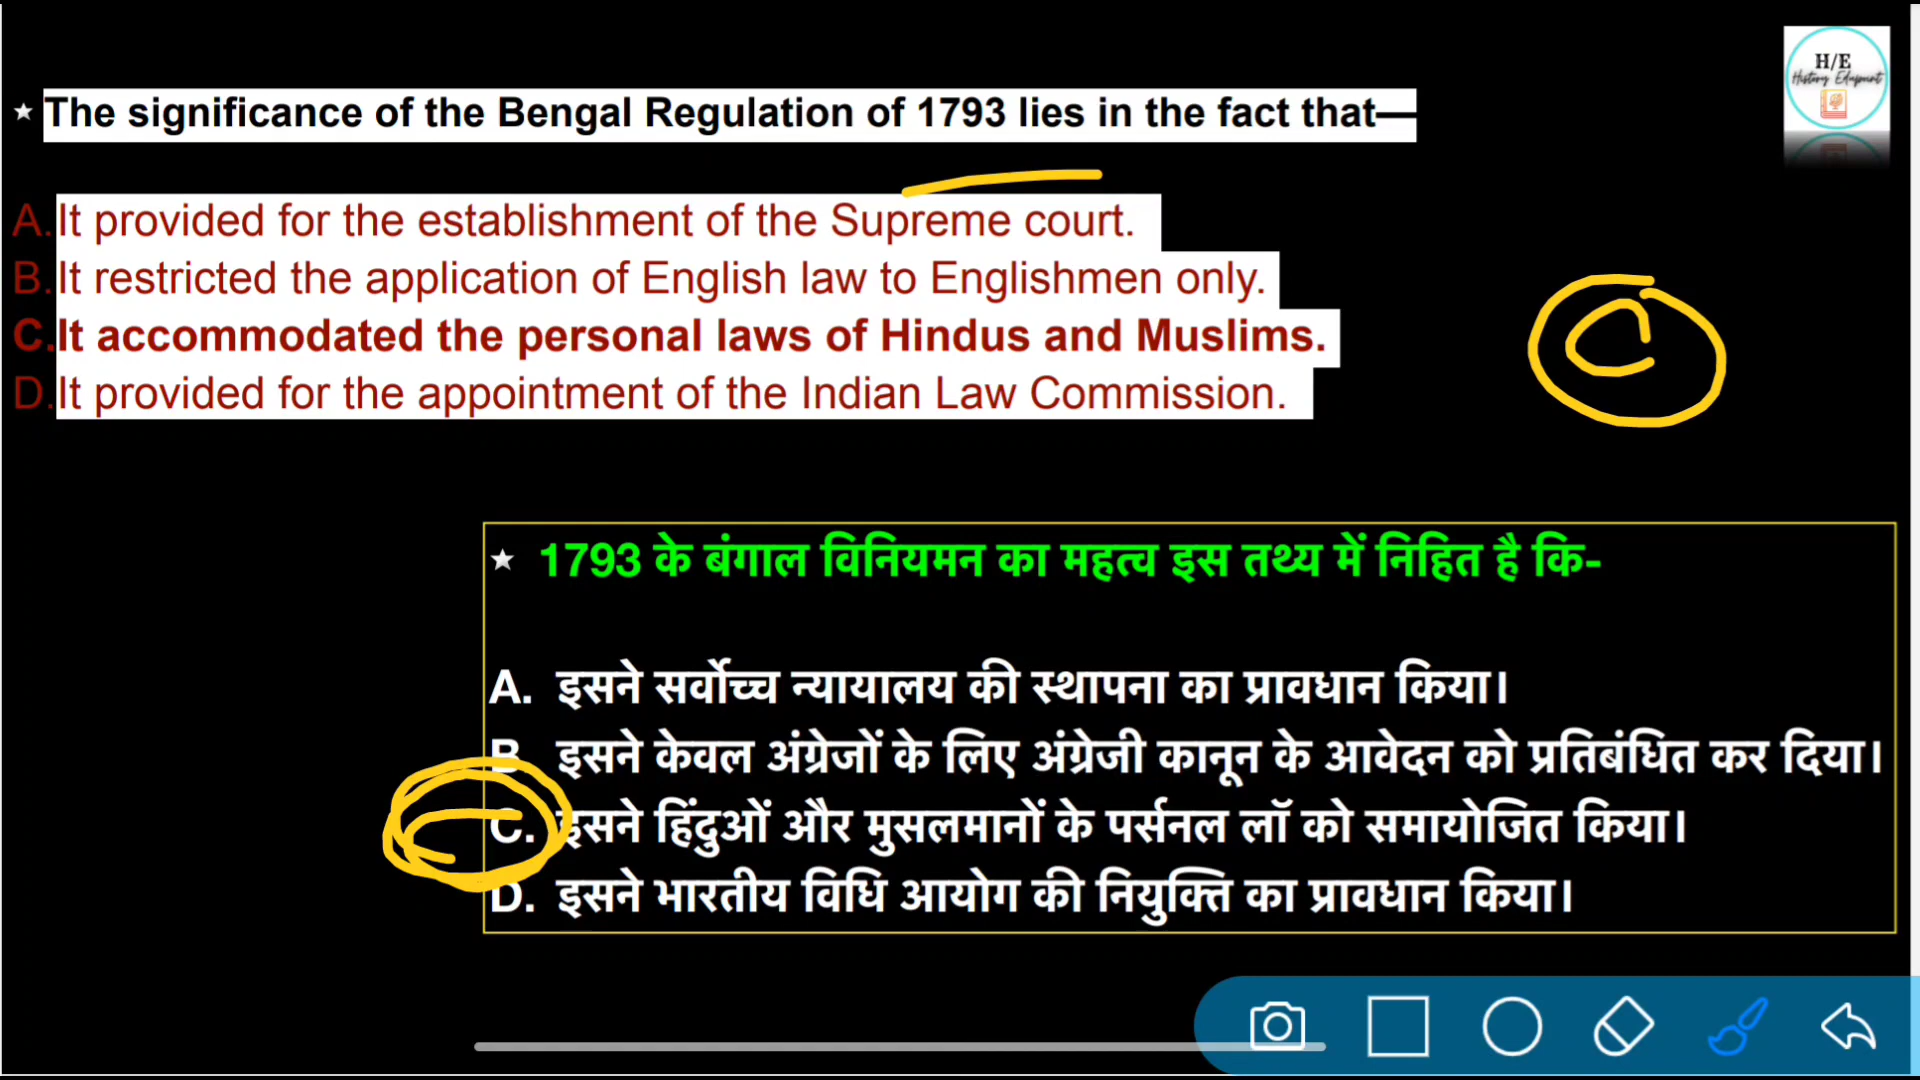 H/E
History Edupoint
★ The significance of the Bengal Regulation of 1793 lies in the fact that—
A. It provided for the establishment of the Supreme court.
B. It restricted the application of English law to Englishmen only.
C. It accommodated the personal laws of Hindus and Muslims.
D. It provided for the appointment of the Indian Law Commission.
★ 1793 के बंगाल विनियमन का महत्व इस तथ्य में निहित है कि-
A. इसने सर्वोच्च न्यायालय की स्थापना का प्रावधान किया।
B. इसने केवल अंग्रेजों के लिए अंग्रेजी कानून के आवेदन को प्रतिबंधित कर दिया।
C. इसने हिंदुओं और मुसलमानों के पर्सनल लॉ को समायोजित किया।
D. इसने भारतीय विधि आयोग की नियुक्ति का प्रावधान किया।